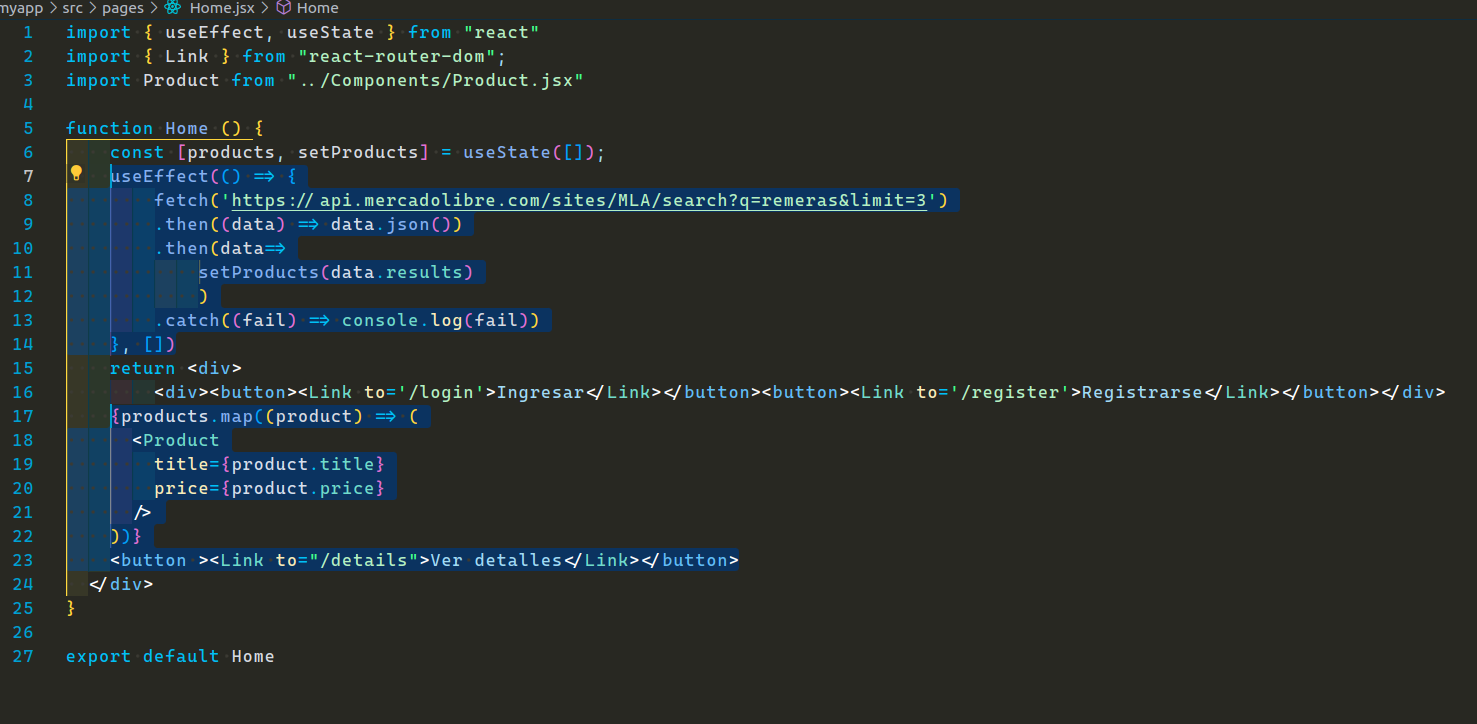 myapp > src > pages > Home.jsx > Home
1 import { useEffect, useState } from "react"
2 import { Link } from "react-router-dom";
3 import Product from "../Components/Product.jsx"
4
5 function Home () {
6     const [products, setProducts] = useState([]);
7     useEffect(() => {
8         fetch('https://api.mercadolibre.com/sites/MLA/search?q=remeras&limit=3')
9         .then((data) => data.json())
10         .then(data=>
11             setProducts(data.results)
12             )
13         .catch((fail) => console.log(fail))
14     }, [])
15     return <div>
16         <div><button><Link to='/login'>Ingresar</Link></button><button><Link to='/register'>Registrarse</Link></button></div>
17     {products.map((product) => (
18       <Product
19         title={product.title}
20         price={product.price}
21       />
22     ))}
23     <button ><Link to="/details">Ver detalles</Link></button>
24   </div>
25 }
26
27 export default Home